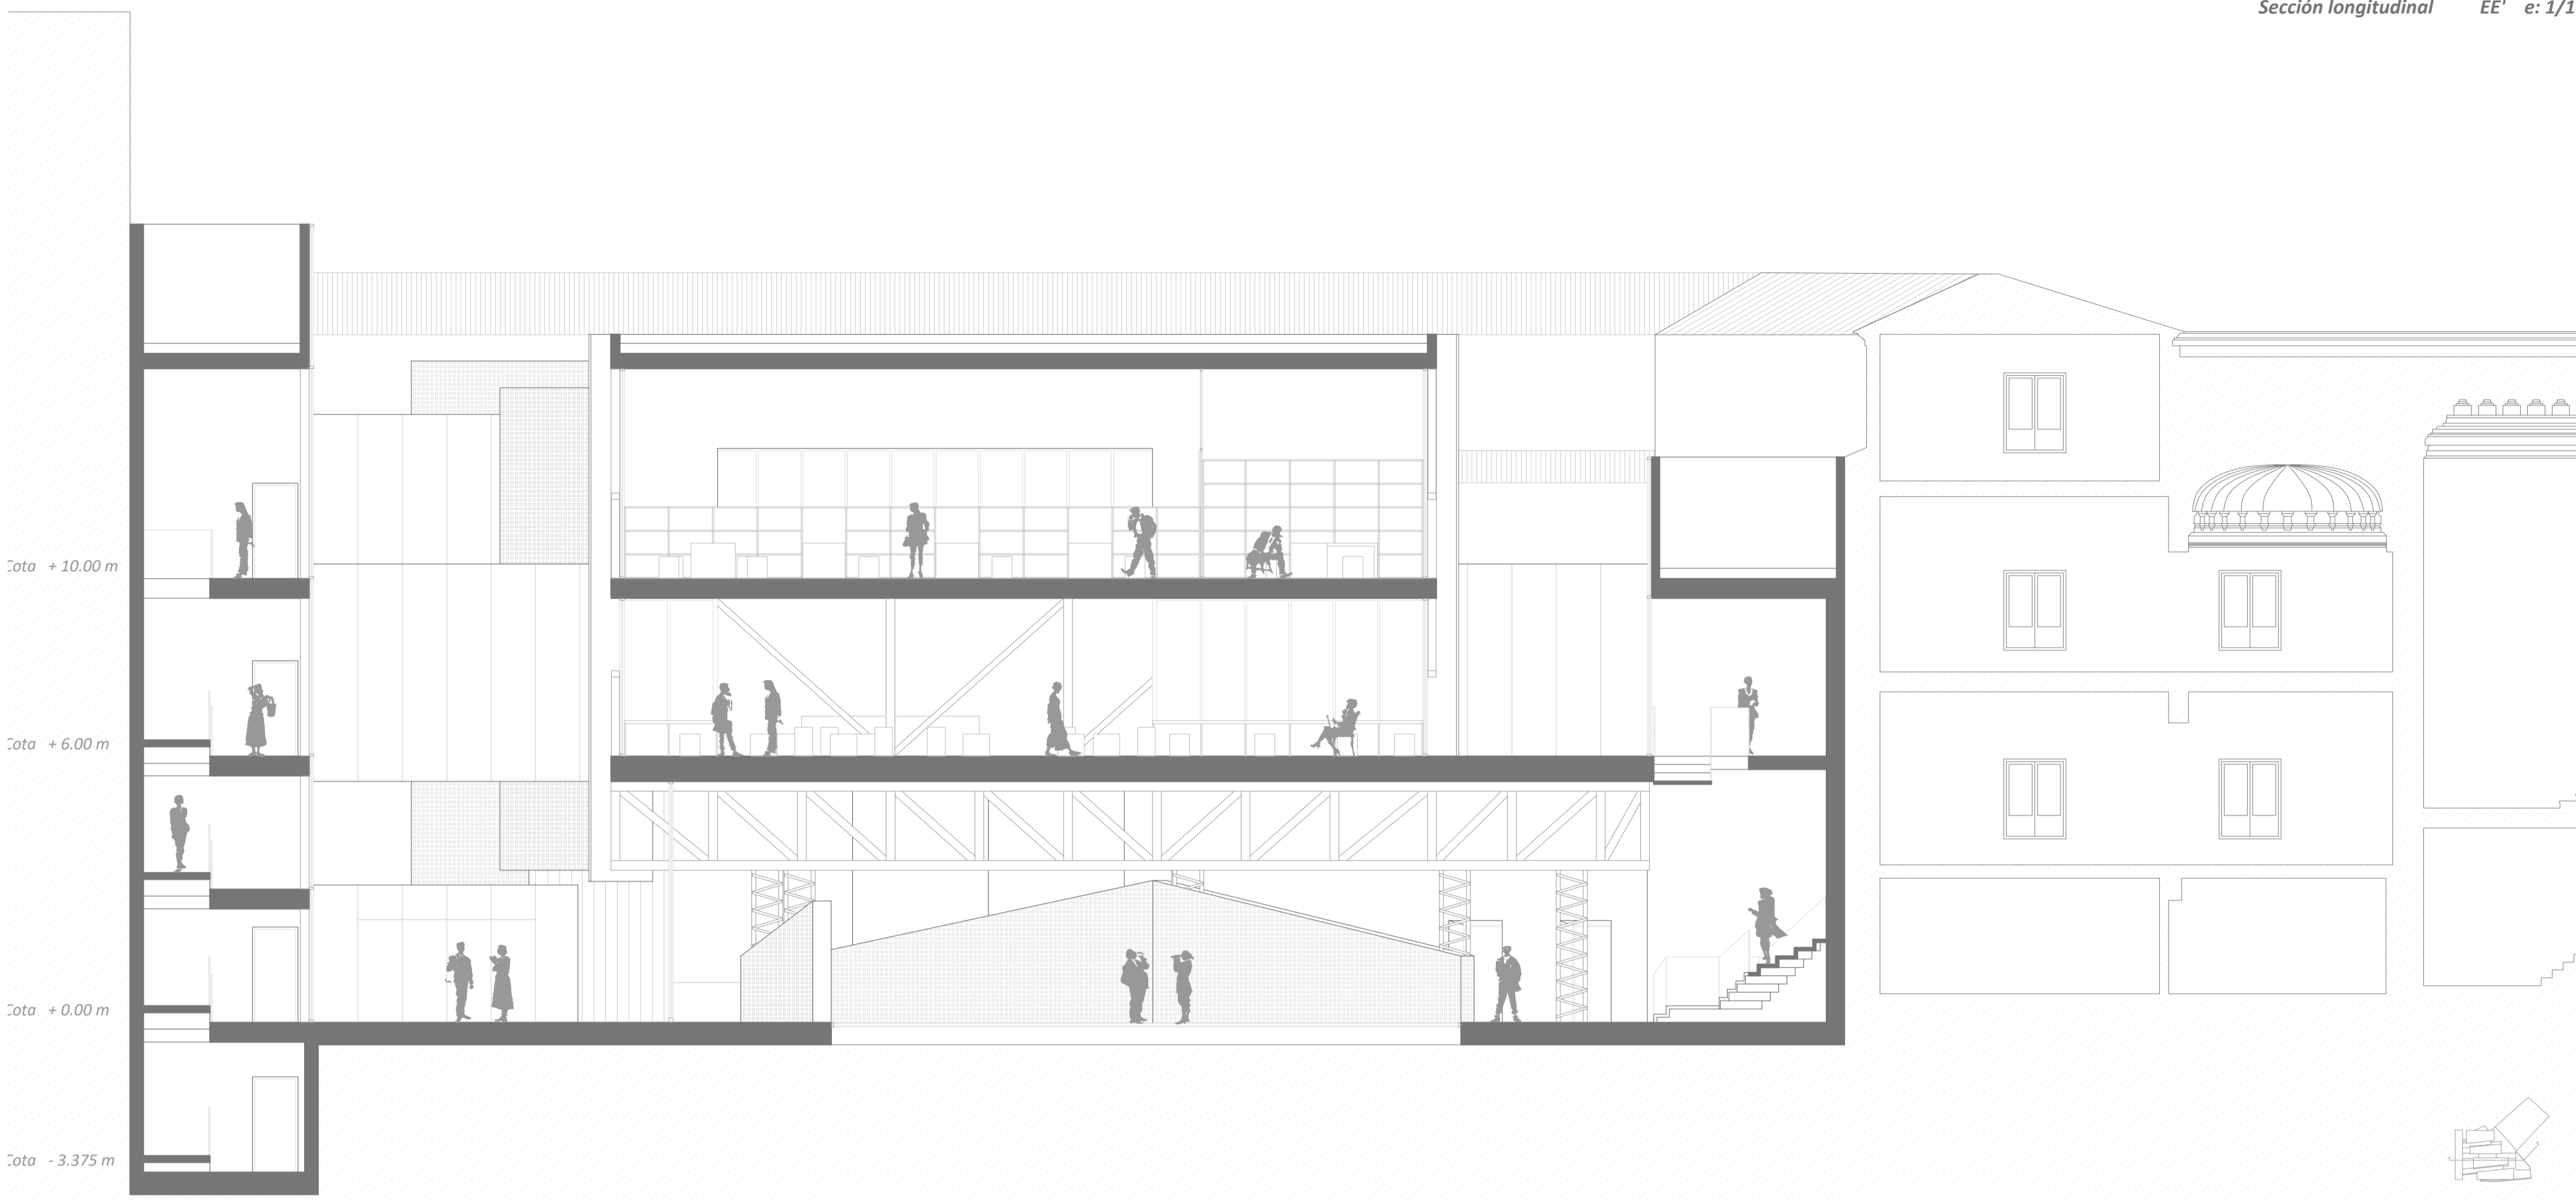 Sección longitudinal EE' e: 1/1
Cota + 10.00 m
Cota + 6.00 m
Cota + 0.00 m
Cota - 3.375 m